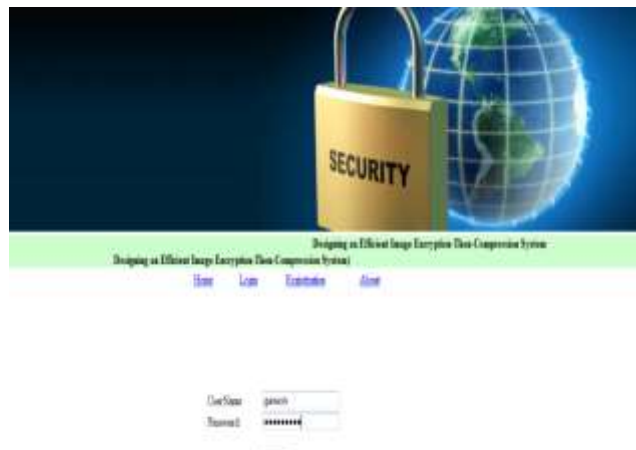 SECURITY
Designing an Efficient Image Encryption-Then-Compression System
Designing an Efficient Image Encryption-Then-Compression System)
Home Login Registration About
UserName
Password •••••••••